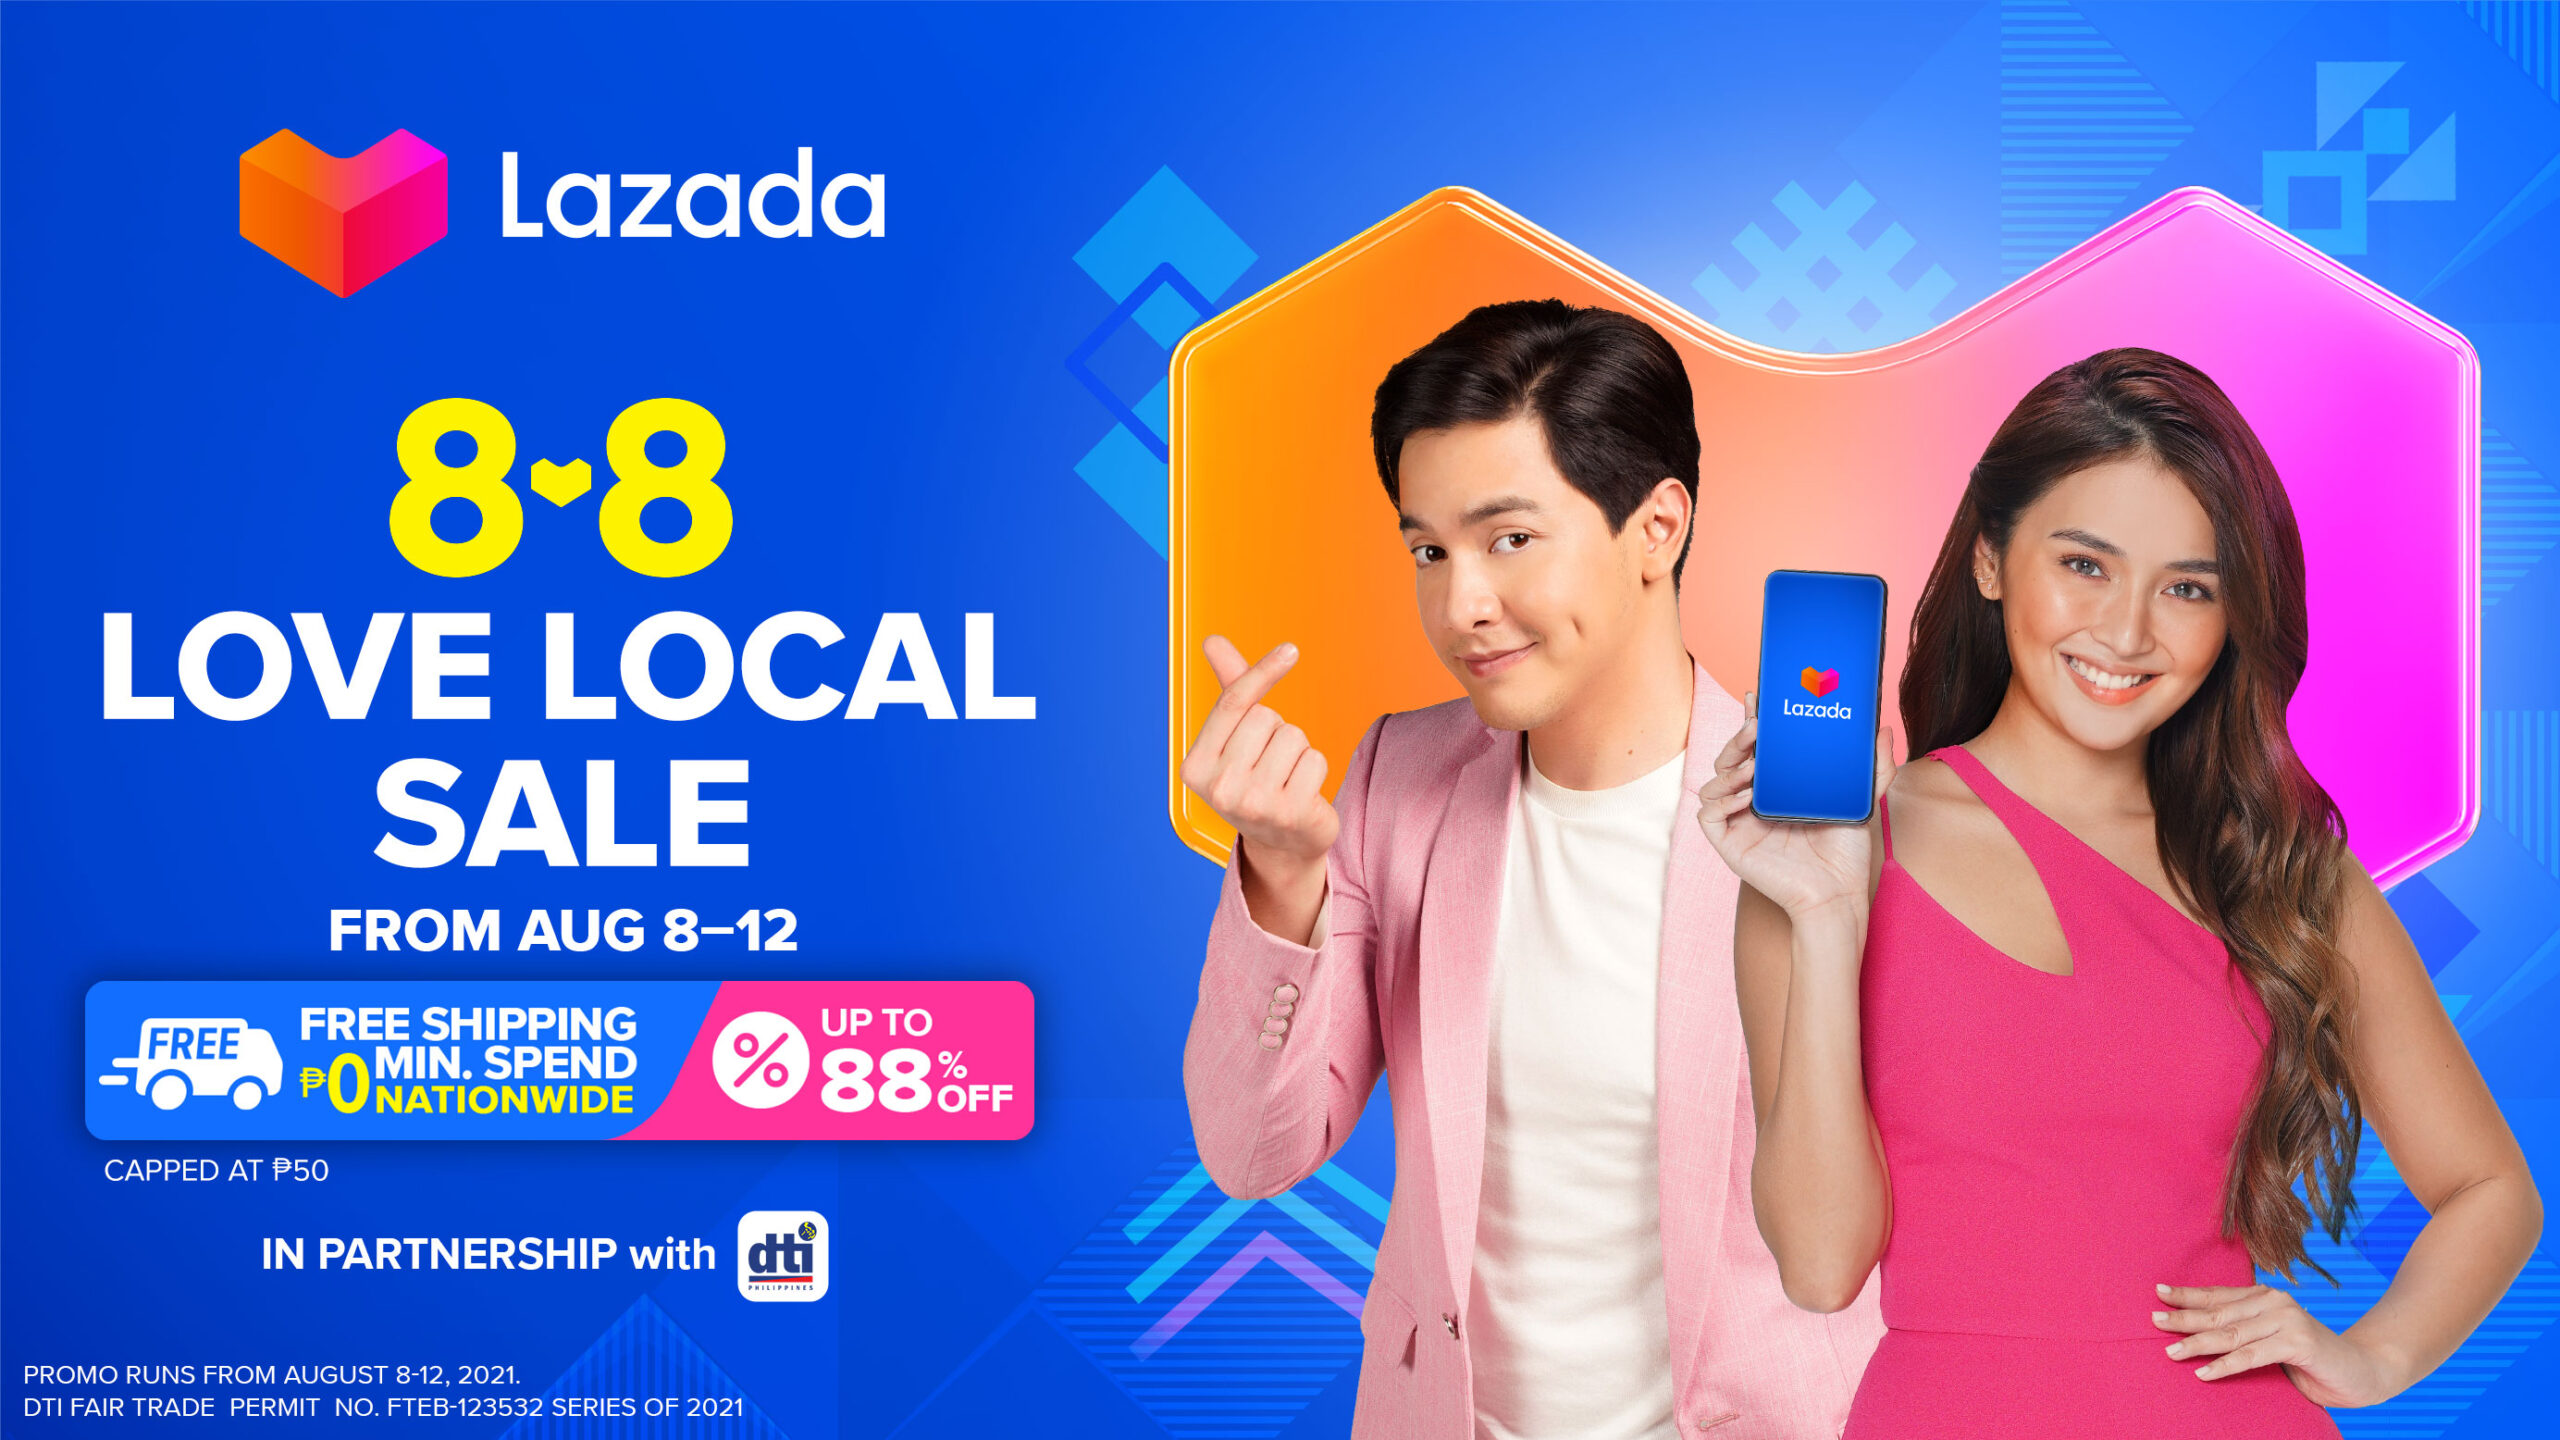 Lazada
8 8
LOVE LOCAL
SALE
FROM AUG 8–12
FREE
FREE SHIPPING
₱0 MIN. SPEND
NATIONWIDE
%
UP TO
88%
OFF
CAPPED AT ₱50
IN PARTNERSHIP with
dti
PHILIPPINES
PROMO RUNS FROM AUGUST 8-12, 2021.
DTI FAIR TRADE PERMIT NO. FTEB-123532 SERIES OF 2021
Lazada